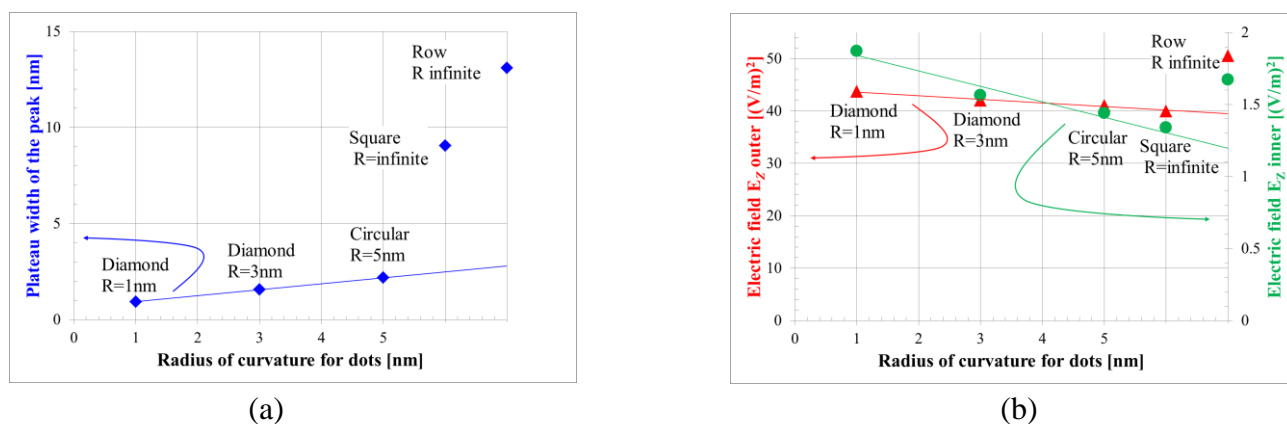 Plateau width of the peak [nm]
15
10
5
0
Row
R infinite
Square
R=infinite
Circular
R=5nm
Diamond
R=3nm
Diamond
R=1nm
0 1 2 3 4 5
Radius of curvature for dots [nm]
(a)
Electric field EZ outer [(V/m)²]
50
40
30
20
10
0
Row
R infinite
Diamond
R=1nm
Diamond
R=3nm
Circular
R=5nm
Square
R=infinite
2
1.5
1
0.5
0
Electric field EZ inner [(V/m)²]
0 1 2 3 4 5
Radius of curvature for dots [nm]
(b)